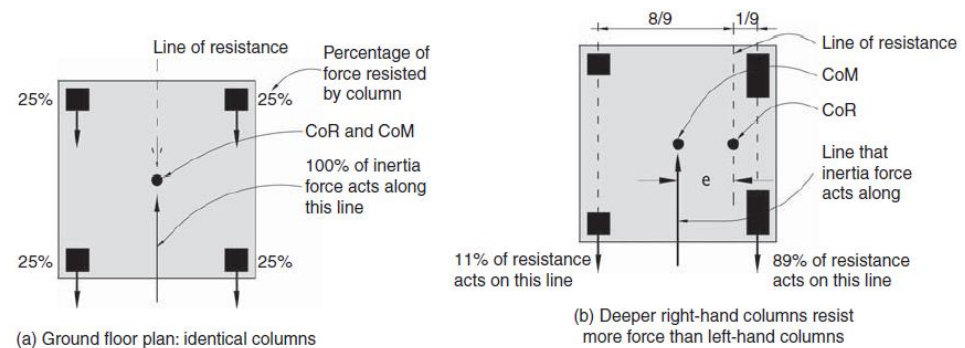 Line of resistance
Percentage of
force resisted
by column
25%
25%
CoR and CoM
100% of inertia
force acts along
this line
25%
25%
(a) Ground floor plan: identical columns
8/9
1/9
Line of resistance
CoM
CoR
Line that
inertia force
acts along
e
11% of resistance
acts on this line
89% of resistance
acts on this line
(b) Deeper right-hand columns resist
more force than left-hand columns